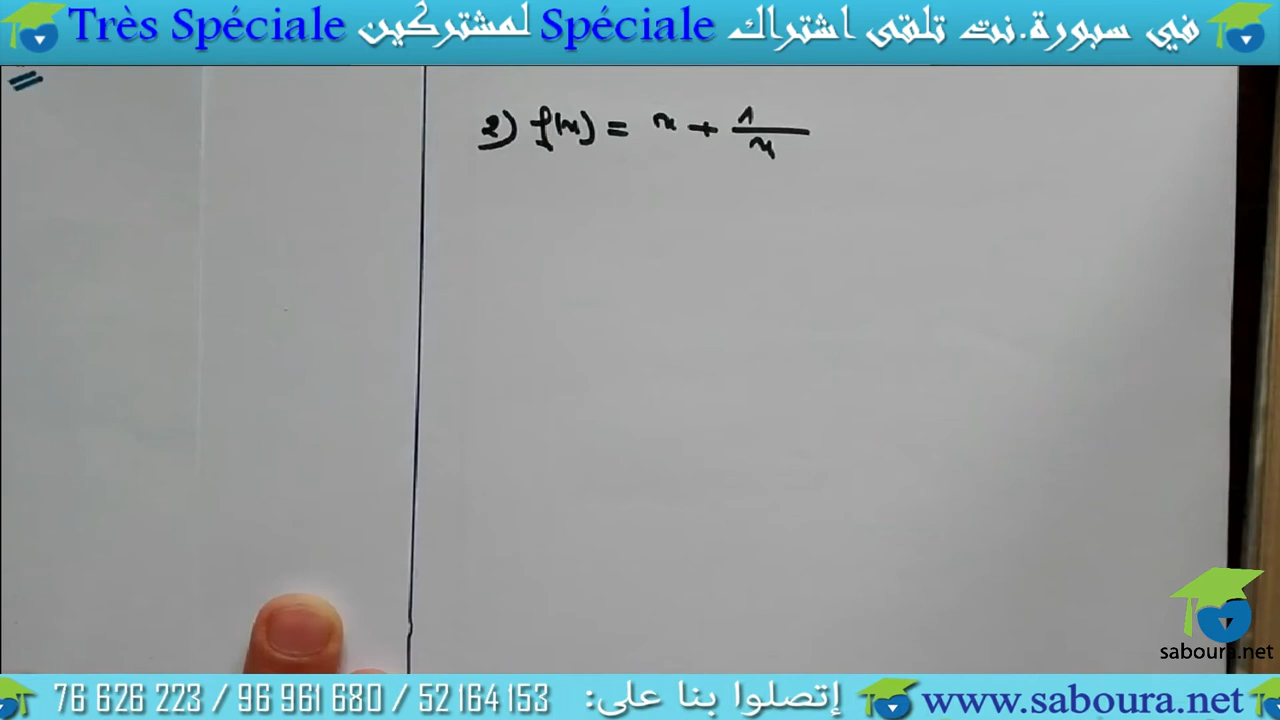 في سبورة.نت تلقى اشتراك Spéciale لمشتركين Très Spéciale
2) f(x) = x + 1/x
saboura.net
76 626 223 / 96 961 680 / 52 164 153 إتصلوا بنا على: www.saboura.net